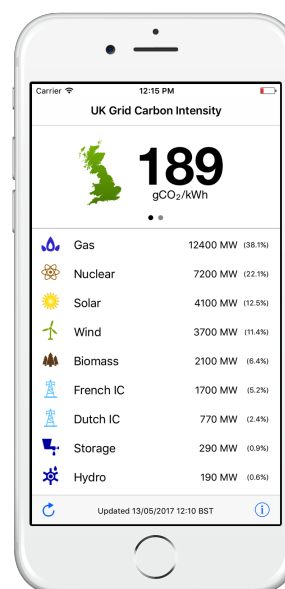 Carrier 12:15 PM
UK Grid Carbon Intensity
189
gCO₂/kWh
Gas 12400 MW (38.1%)
Nuclear 7200 MW (22.1%)
Solar 4100 MW (12.5%)
Wind 3700 MW (11.4%)
Biomass 2100 MW (6.4%)
French IC 1700 MW (5.2%)
Dutch IC 770 MW (2.4%)
Storage 290 MW (0.9%)
Hydro 190 MW (0.6%)
Updated 13/05/2017 12:10 BST